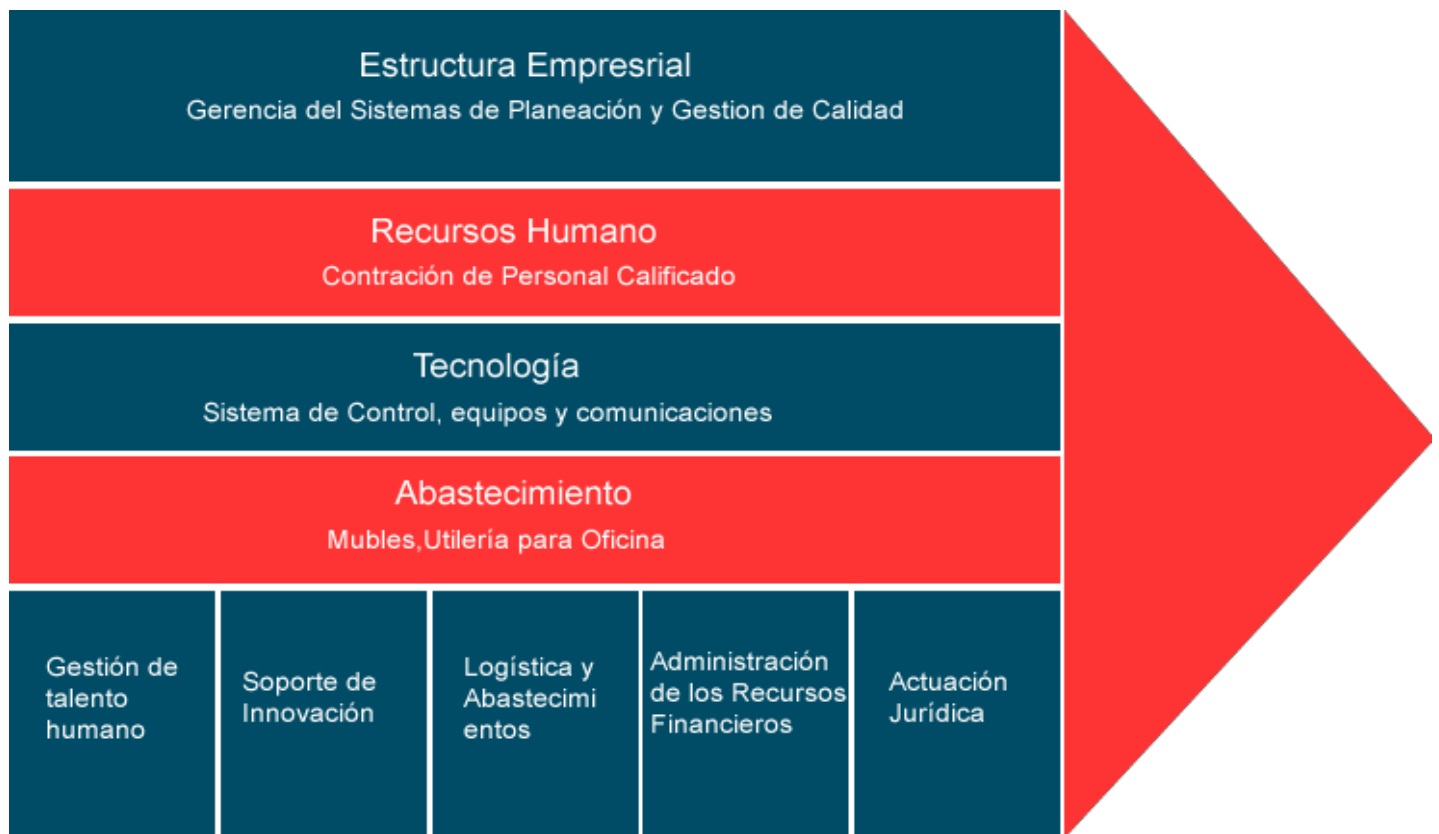 Estructura Empresrial
Gerencia del Sistemas de Planeación y Gestion de Calidad
Recursos Humano
Contración de Personal Calificado
Tecnología
Sistema de Control, equipos y comunicaciones
Abastecimiento
Mubles,Utilería para Oficina
Gestión de
talento
humano
Soporte de
Innovación
Logística y
Abastecimi
entos
Administración
de los Recursos
Financieros
Actuación
Jurídica